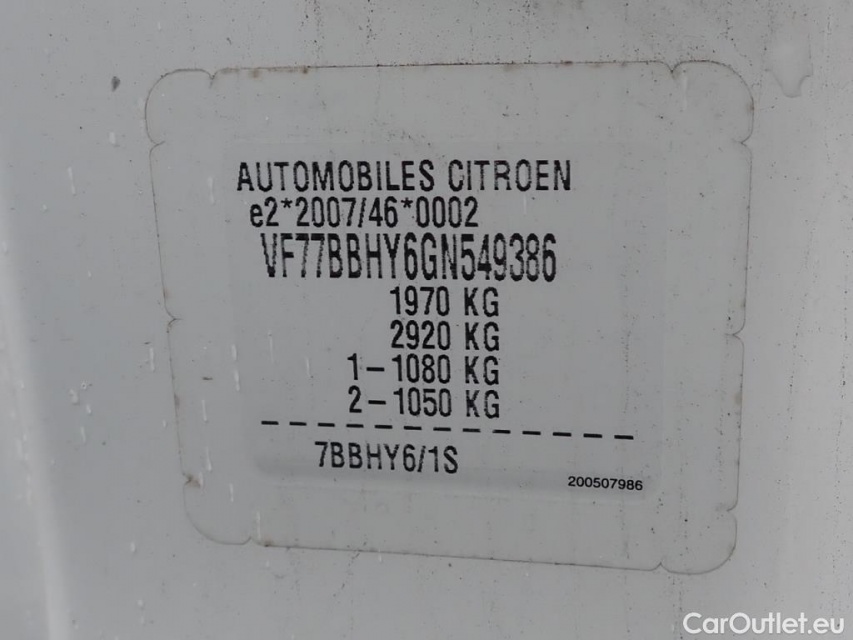 AUTOMOBILES CITROEN
e2*2007/46*0002
VF77BBHY6GN549386
1970 KG
2920 KG
1-1080 KG
2-1050 KG
7BBHY6/1S
200507986
CarOutlet.eu